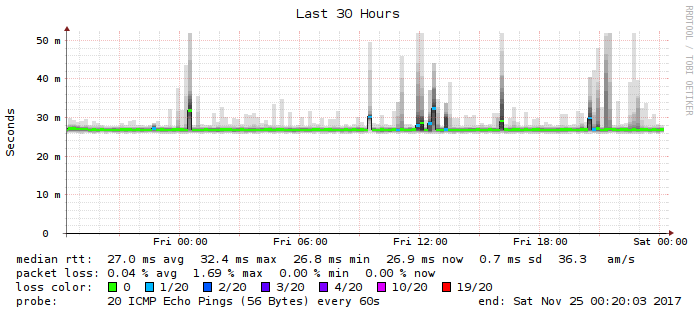 Last 30 Hours
RRDTOOL / TOBI OETIKER
Seconds
50 m
40 m
30 m
20 m
10 m
0
Fri 00:00 Fri 06:00 Fri 12:00 Fri 18:00 Sat 00:00
median rtt: 27.0 ms avg 32.4 ms max 26.8 ms min 26.9 ms now 0.7 ms sd 36.3 am/s
packet loss: 0.04 % avg 1.69 % max 0.00 % min 0.00 % now
loss color: 0 1/20 2/20 3/20 4/20 10/20 19/20
probe: 20 ICMP Echo Pings (56 Bytes) every 60s end: Sat Nov 25 00:20:03 2017